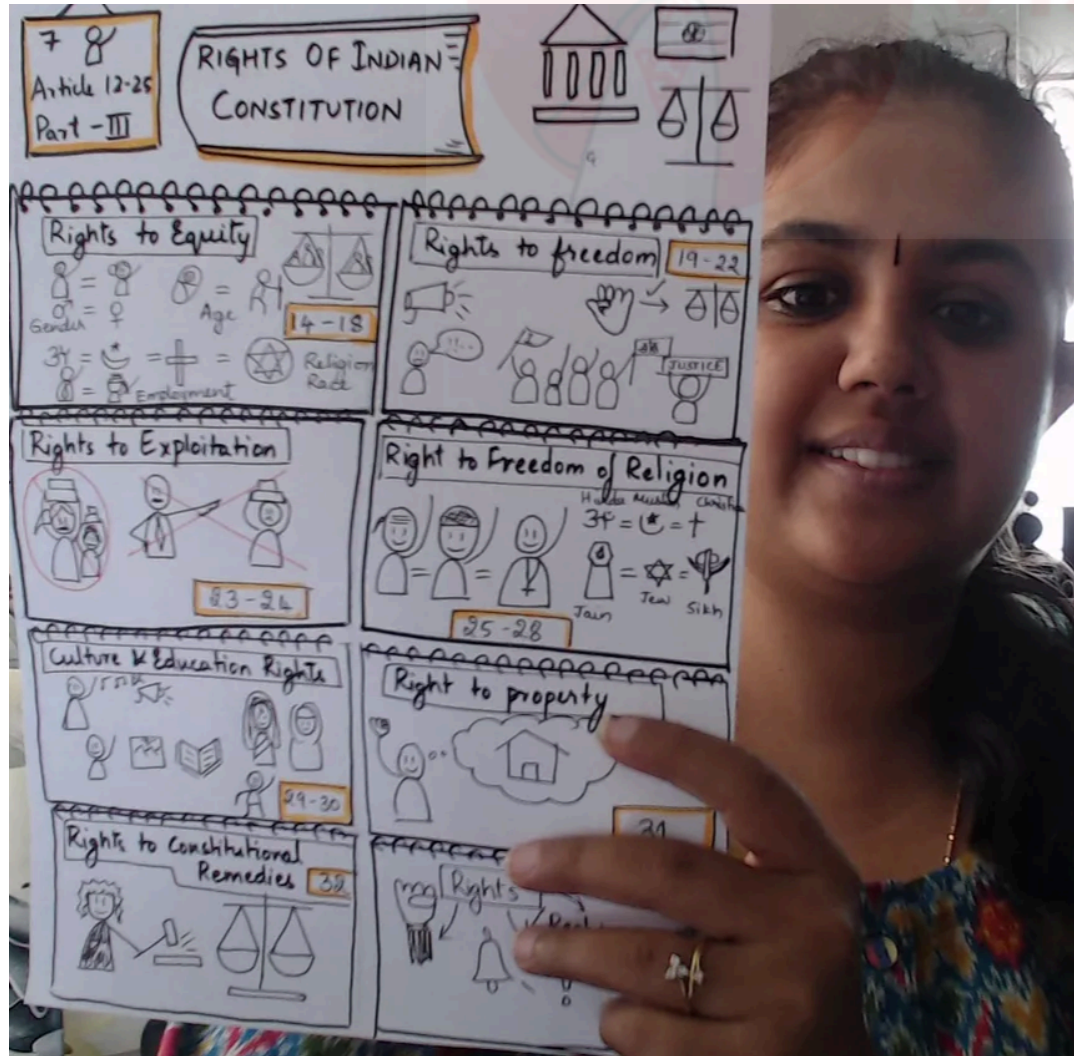 7
Article 12-25
Part - III
RIGHTS OF INDIAN
CONSTITUTION
Rights to Equity
Gender
Age
14-18
Religion
Race
Employment
Rights to freedom
19-22
!!..
JUSTICE
Rights to Exploitation
23-24
Right to Freedom of Religion
Hindu Muslim Christian
ॐ
Jain
Jew
Sikh
25-28
Culture & Education Rights
29-30
Right to property
31
Rights to Constitutional
Remedies
32
Rights